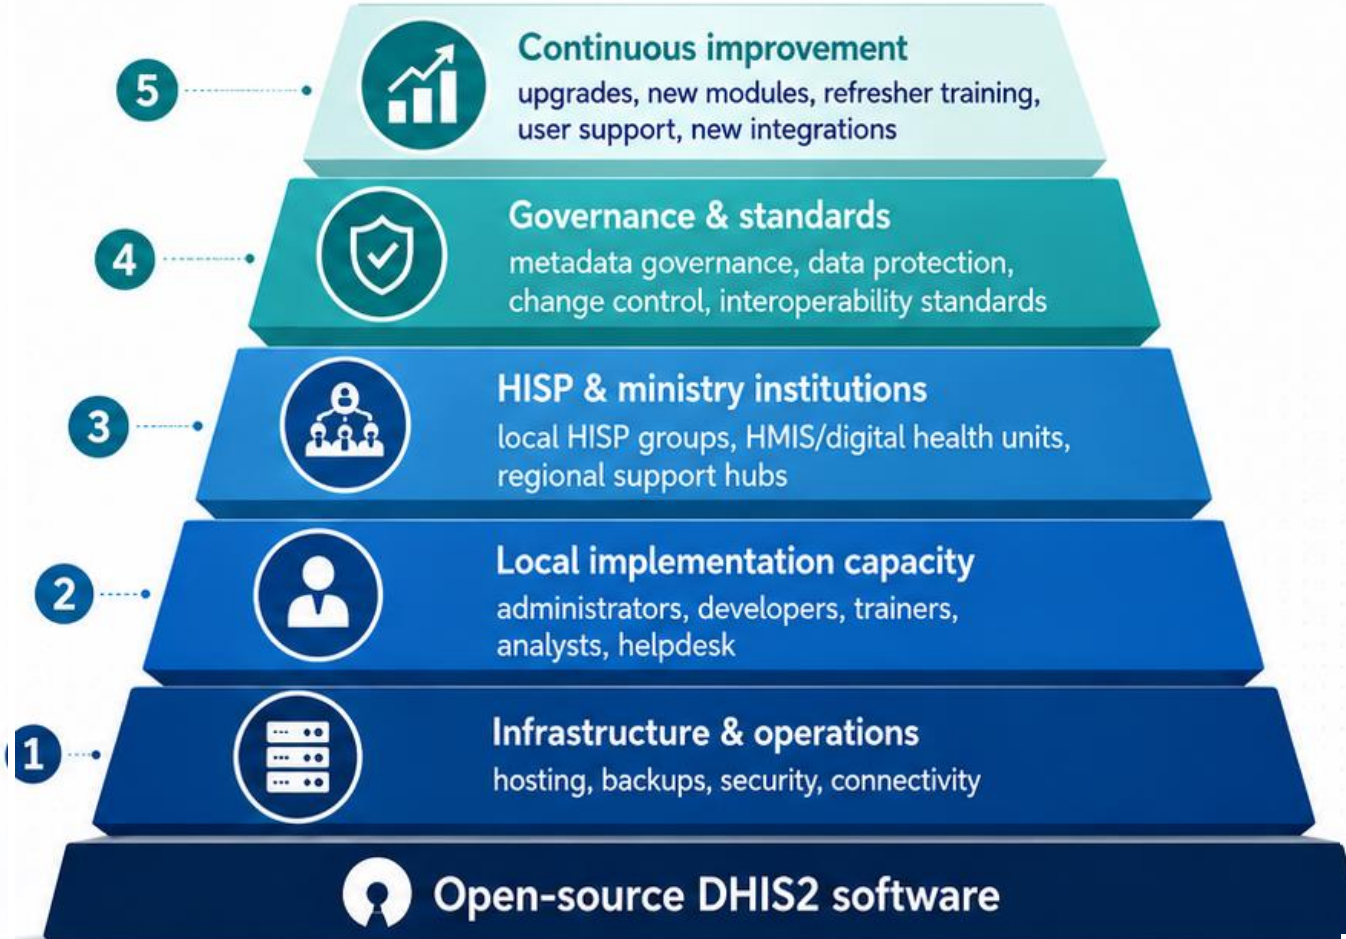 5
Continuous improvement
upgrades, new modules, refresher training,
user support, new integrations
4
Governance & standards
metadata governance, data protection,
change control, interoperability standards
3
HISP & ministry institutions
local HISP groups, HMIS/digital health units,
regional support hubs
2
Local implementation capacity
administrators, developers, trainers,
analysts, helpdesk
1
Infrastructure & operations
hosting, backups, security, connectivity
Open-source DHIS2 software